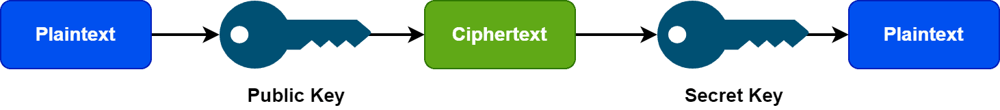 Plaintext
Ciphertext
Plaintext
Public Key
Secret Key